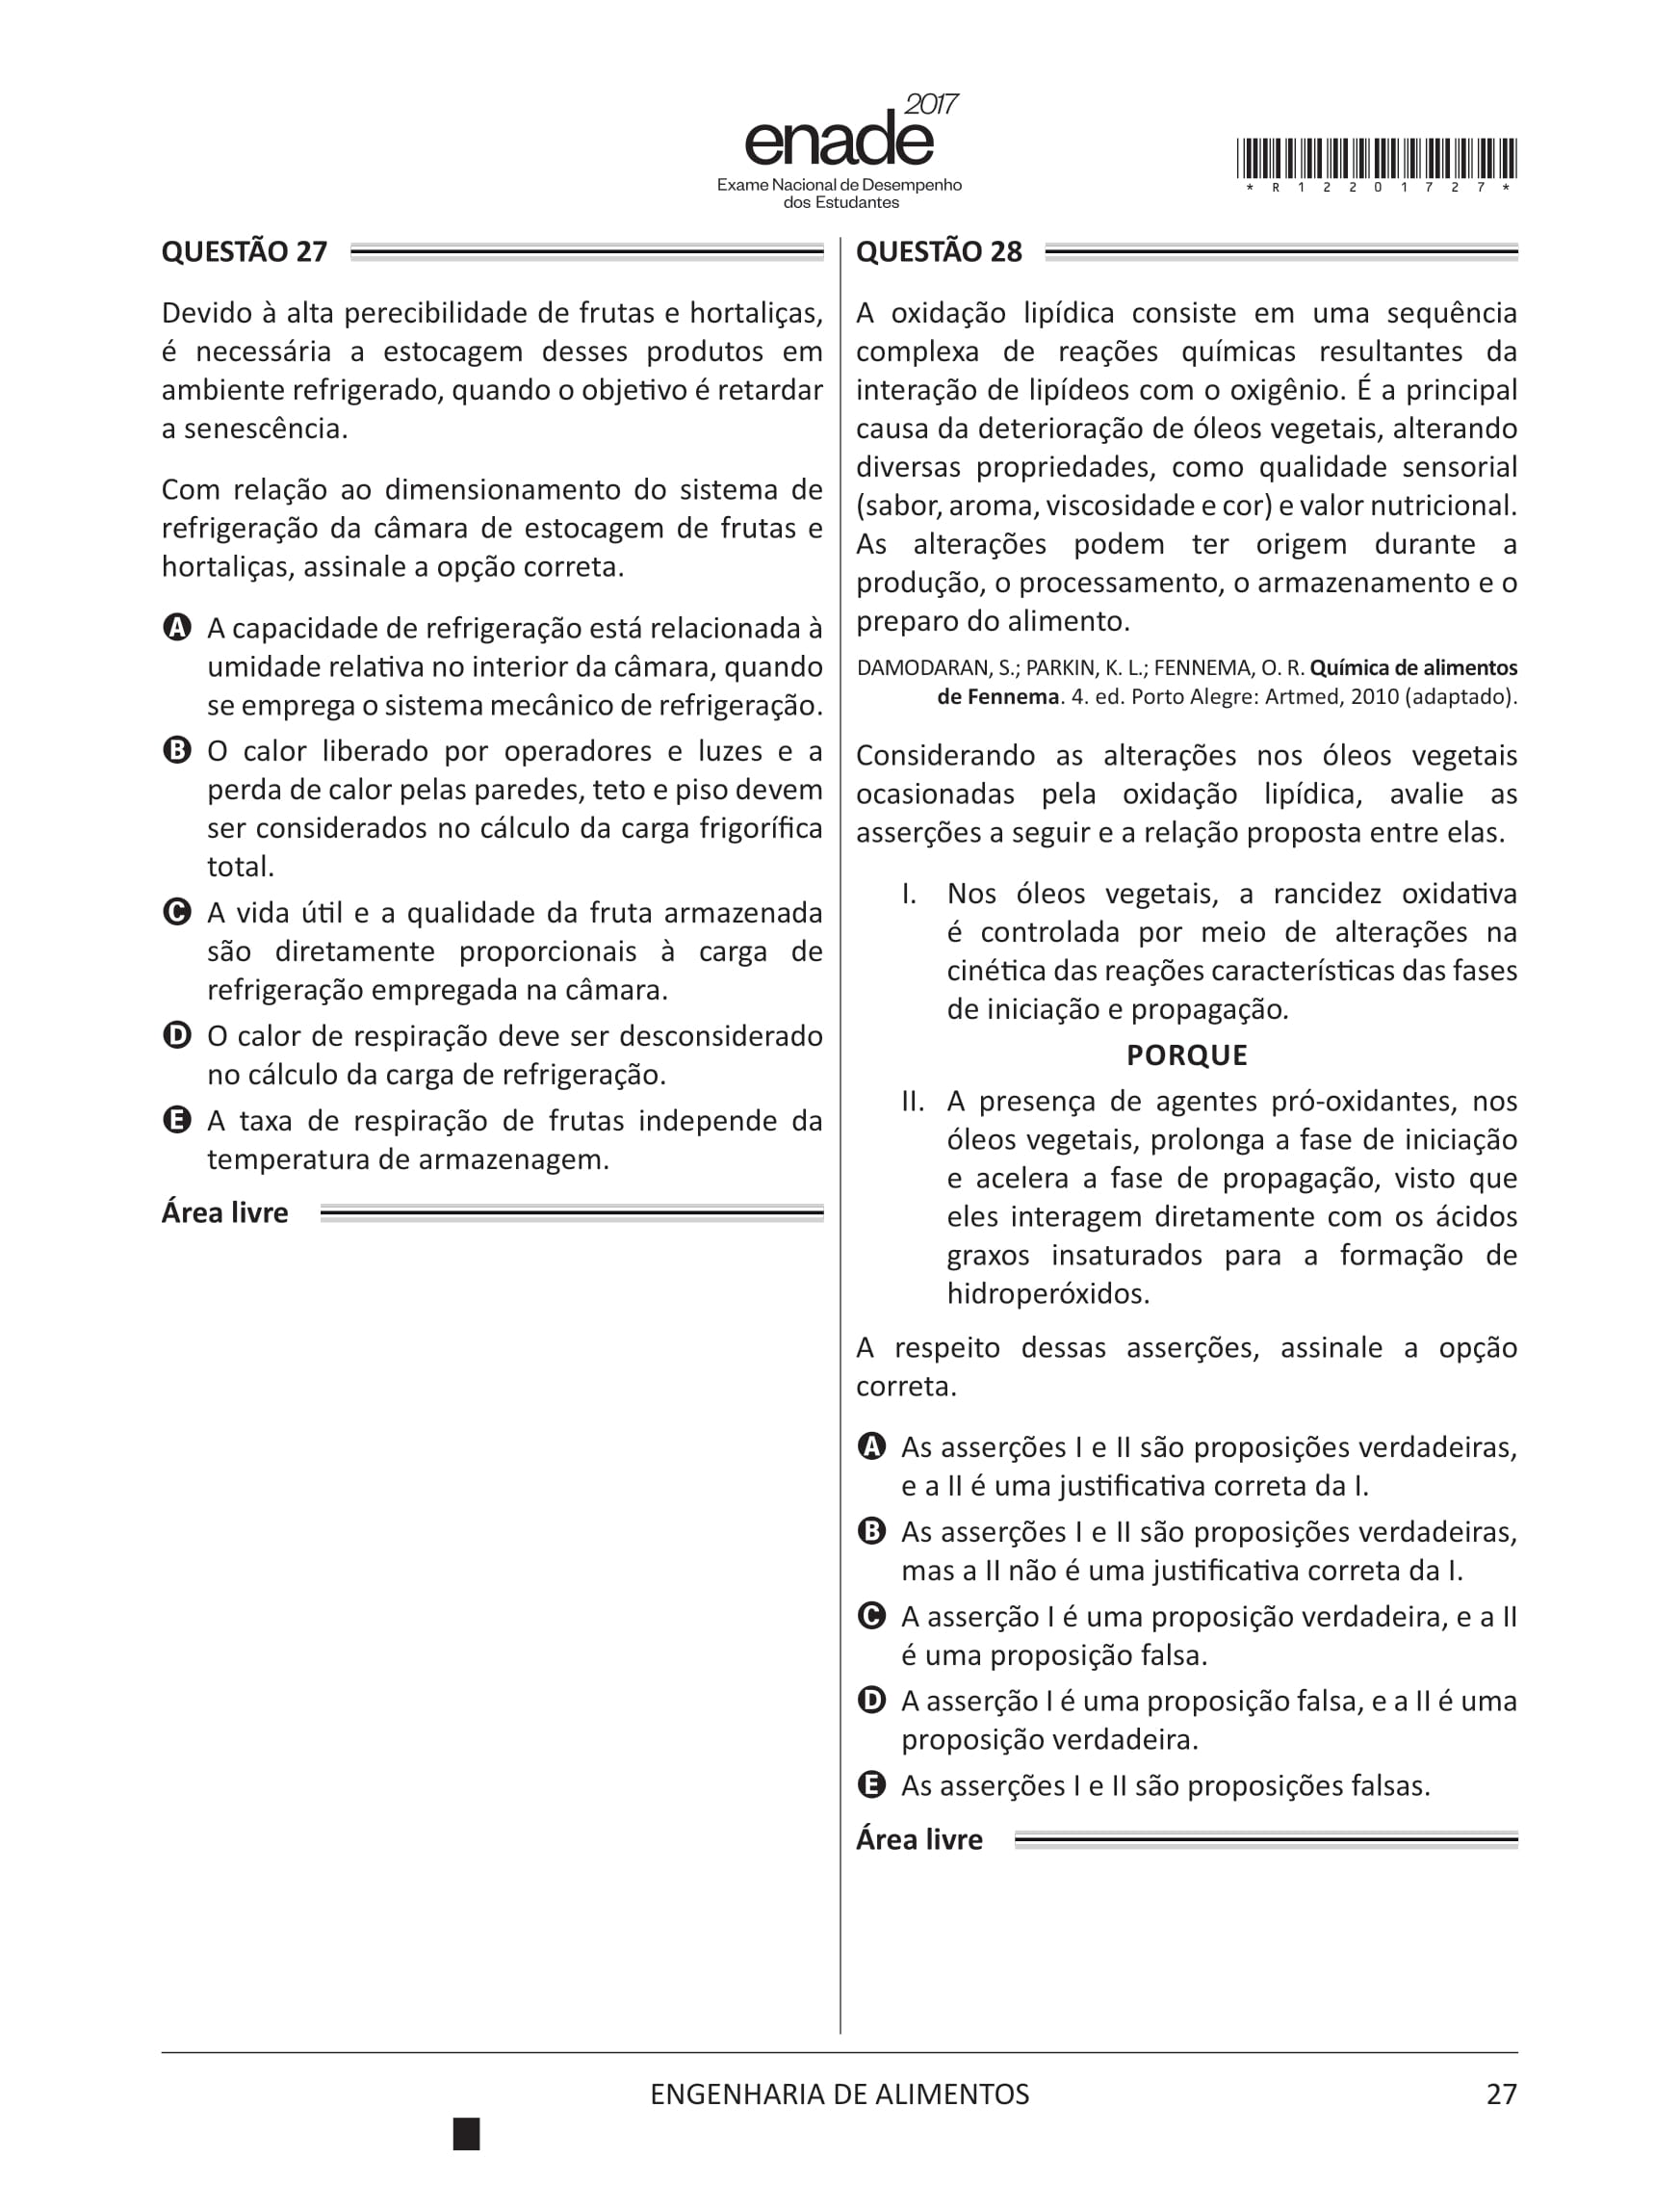 2017
enade
Exame Nacional de Desempenho
dos Estudantes
* R 1 2 2 0 1 7 2 7 *
QUESTÃO 27
Devido à alta perecibilidade de frutas e hortaliças,
é necessária a estocagem desses produtos em
ambiente refrigerado, quando o objetivo é retardar
a senescência.
Com relação ao dimensionamento do sistema de
refrigeração da câmara de estocagem de frutas e
hortaliças, assinale a opção correta.
A A capacidade de refrigeração está relacionada à
umidade relativa no interior da câmara, quando
se emprega o sistema mecânico de refrigeração.
B O calor liberado por operadores e luzes e a
perda de calor pelas paredes, teto e piso devem
ser considerados no cálculo da carga frigorífica
total.
C A vida útil e a qualidade da fruta armazenada
são diretamente proporcionais à carga de
refrigeração empregada na câmara.
D O calor de respiração deve ser desconsiderado
no cálculo da carga de refrigeração.
E A taxa de respiração de frutas independe da
temperatura de armazenagem.
Área livre
QUESTÃO 28
A oxidação lipídica consiste em uma sequência
complexa de reações químicas resultantes da
interação de lipídeos com o oxigênio. É a principal
causa da deterioração de óleos vegetais, alterando
diversas propriedades, como qualidade sensorial
(sabor, aroma, viscosidade e cor) e valor nutricional.
As alterações podem ter origem durante a
produção, o processamento, o armazenamento e o
preparo do alimento.
DAMODARAN, S.; PARKIN, K. L.; FENNEMA, O. R. Química de alimentos
de Fennema. 4. ed. Porto Alegre: Artmed, 2010 (adaptado).
Considerando as alterações nos óleos vegetais
ocasionadas pela oxidação lipídica, avalie as
asserções a seguir e a relação proposta entre elas.
I. Nos óleos vegetais, a rancidez oxidativa
é controlada por meio de alterações na
cinética das reações características das fases
de iniciação e propagação.
PORQUE
II. A presença de agentes pró-oxidantes, nos
óleos vegetais, prolonga a fase de iniciação
e acelera a fase de propagação, visto que
eles interagem diretamente com os ácidos
graxos insaturados para a formação de
hidroperóxidos.
A respeito dessas asserções, assinale a opção
correta.
A As asserções I e II são proposições verdadeiras,
e a II é uma justificativa correta da I.
B As asserções I e II são proposições verdadeiras,
mas a II não é uma justificativa correta da I.
C A asserção I é uma proposição verdadeira, e a II
é uma proposição falsa.
D A asserção I é uma proposição falsa, e a II é uma
proposição verdadeira.
E As asserções I e II são proposições falsas.
Área livre
ENGENHARIA DE ALIMENTOS
27